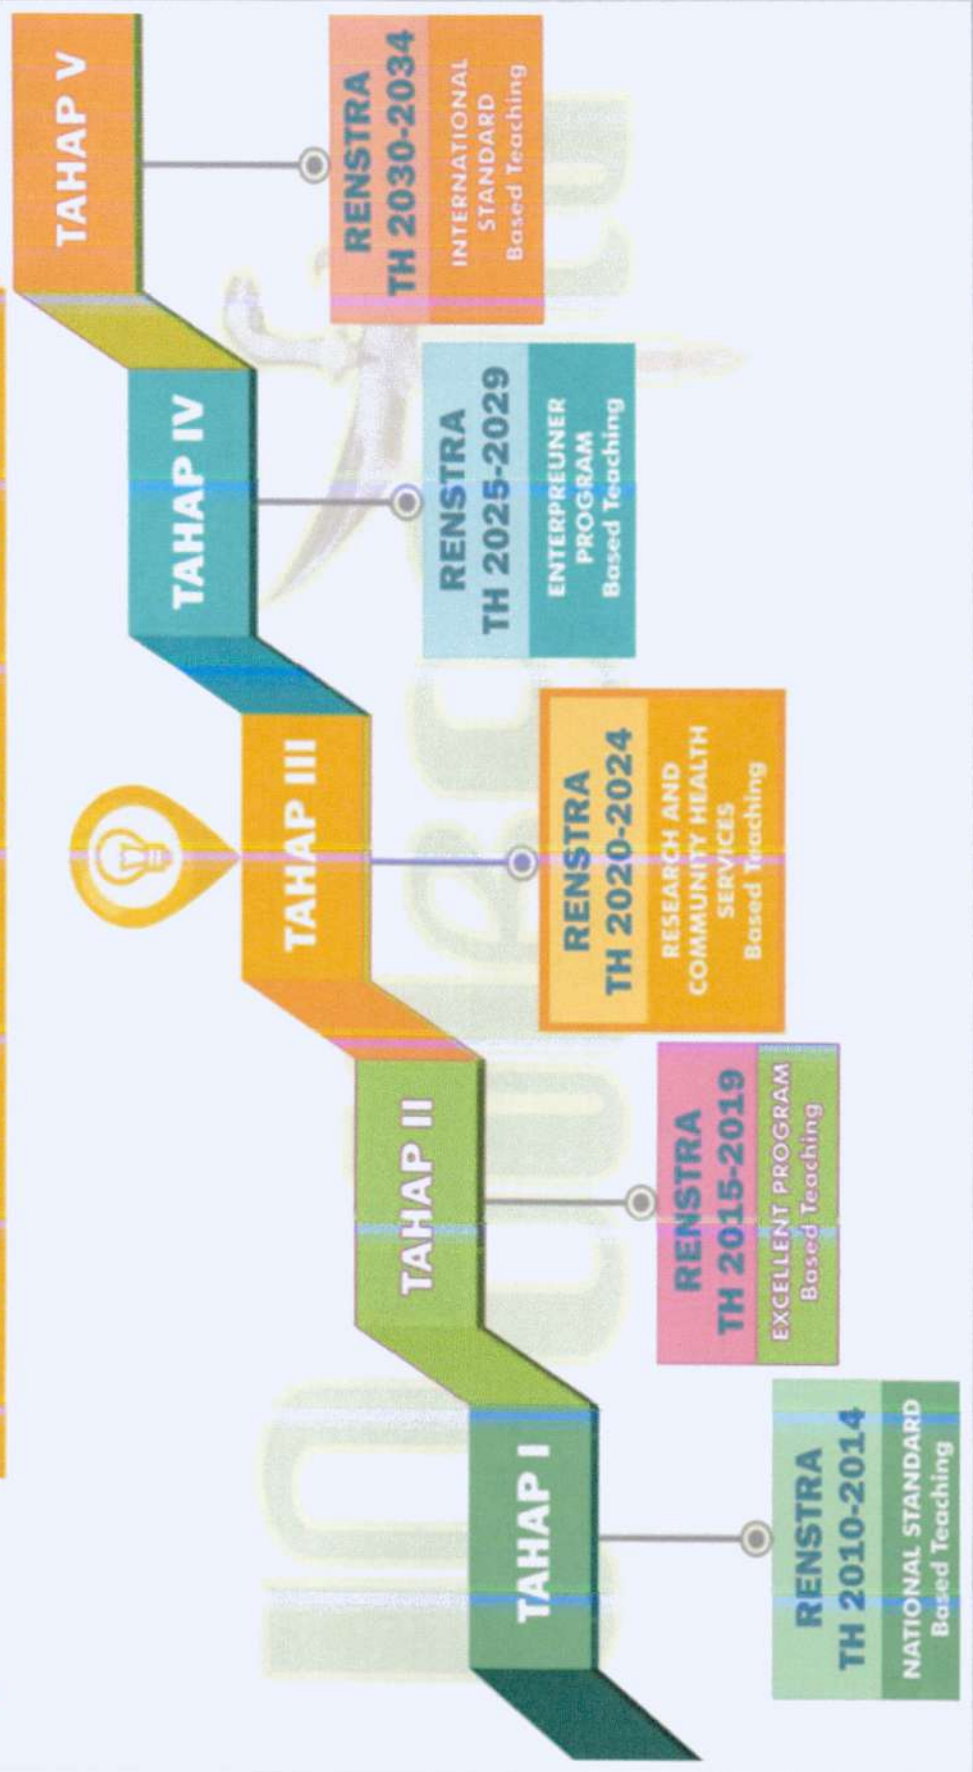 TAHAP I
RENSTRA
TH 2010-2014
NATIONAL STANDARD
Based Teaching
TAHAP II
RENSTRA
TH 2015-2019
EXCELLENT PROGRAM
Based Teaching
TAHAP III
RENSTRA
TH 2020-2024
RESEARCH AND
COMMUNITY HEALTH
SERVICES
Based Teaching
TAHAP IV
RENSTRA
TH 2025-2029
ENTERPREUNER
PROGRAM
Based Teaching
TAHAP V
RENSTRA
TH 2030-2034
INTERNATIONAL
STANDARD
Based Teaching